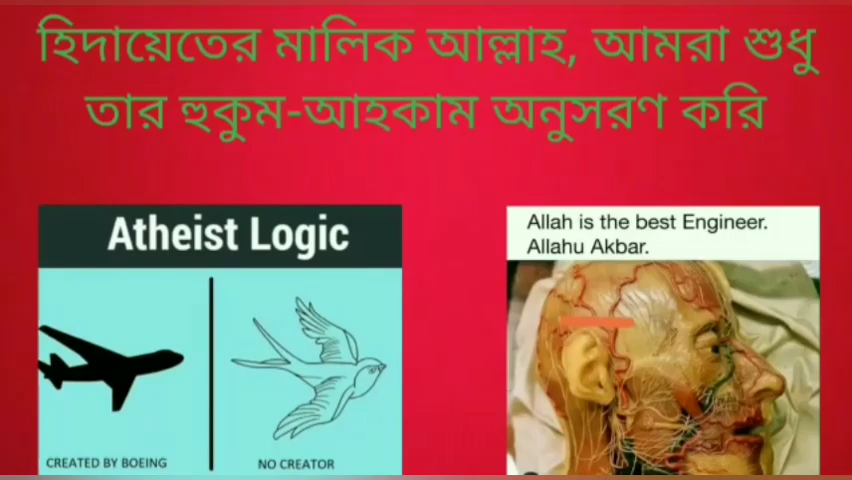 হিদায়েতের মালিক আল্লাহ, আমরা শুধু
তার হুকুম-আহকাম অনুসরণ করি
Atheist Logic
CREATED BY BOEING
NO CREATOR
Allah is the best Engineer.
Allahu Akbar.